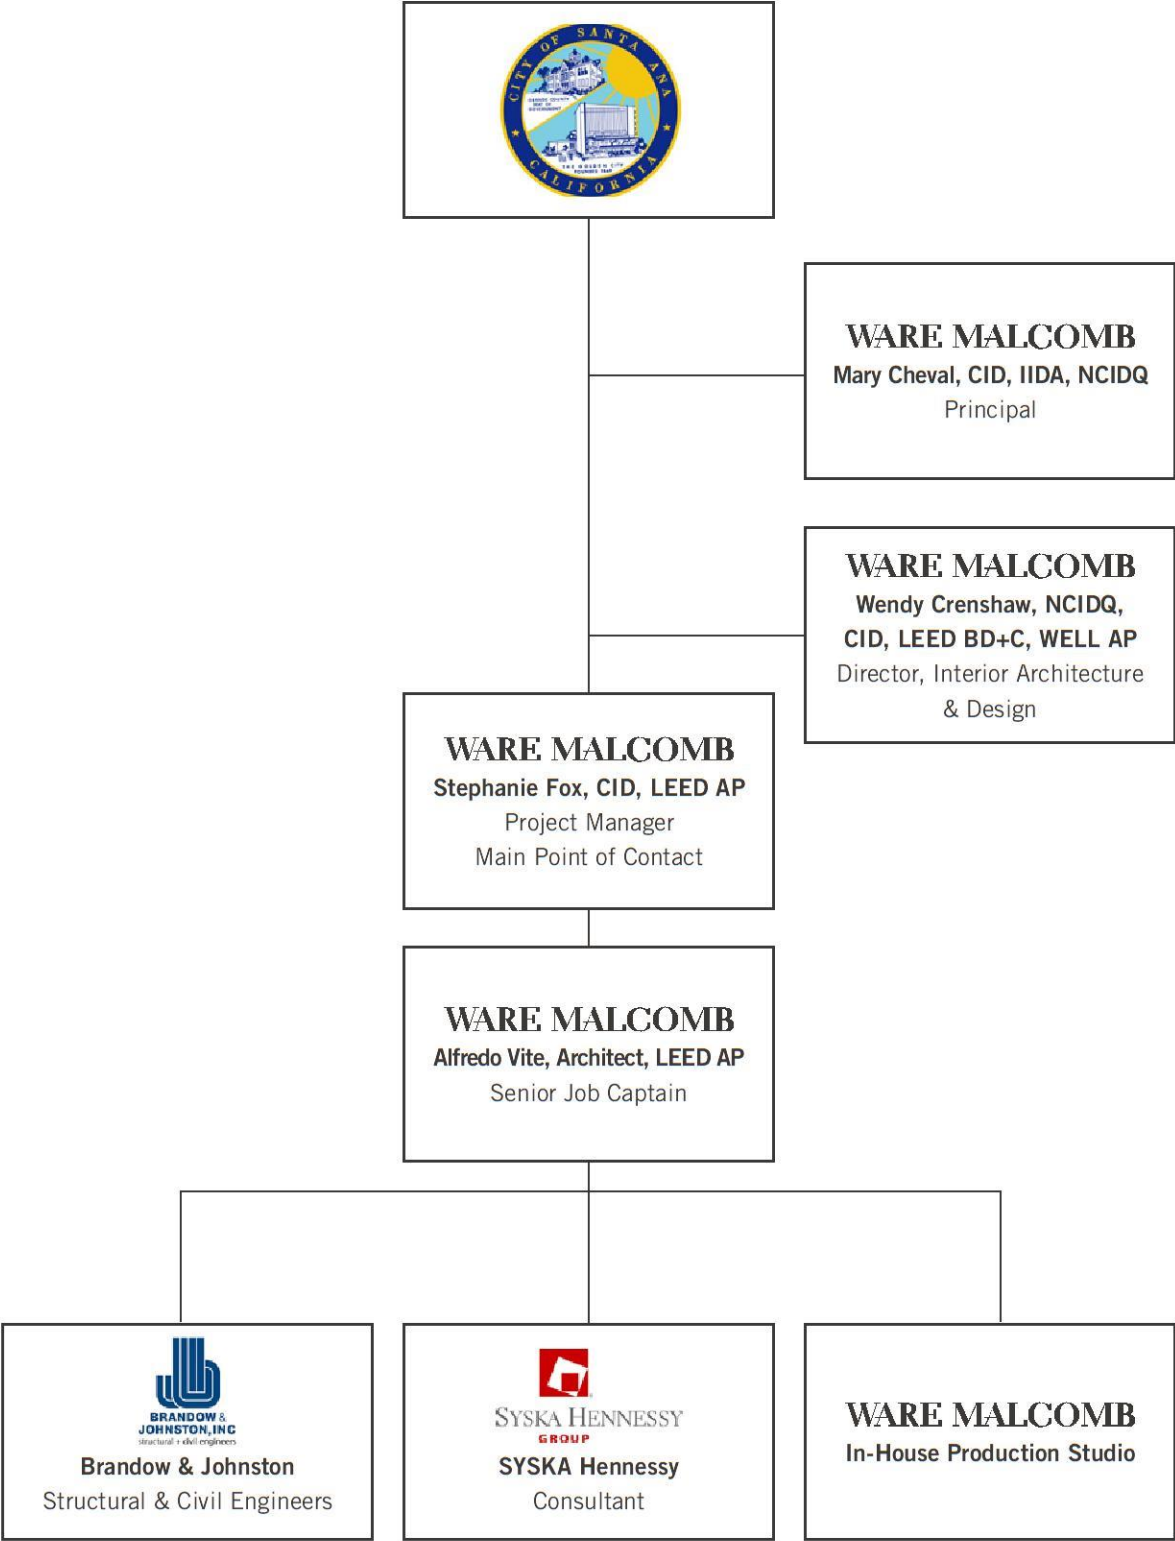 CITY OF SANTA ANA
CALIFORNIA
WARE MALCOMB
Mary Cheval, CID, IIDA, NCIDQ
Principal
WARE MALCOMB
Wendy Crenshaw, NCIDQ,
CID, LEED BD+C, WELL AP
Director, Interior Architecture
& Design
WARE MALCOMB
Stephanie Fox, CID, LEED AP
Project Manager
Main Point of Contact
WARE MALCOMB
Alfredo Vite, Architect, LEED AP
Senior Job Captain
BRANDOW &
JOHNSTON, INC
structural + civil engineers
Brandow & Johnston
Structural & Civil Engineers
SYSKA HENNESSY
GROUP
SYSKA Hennessy
Consultant
WARE MALCOMB
In-House Production Studio